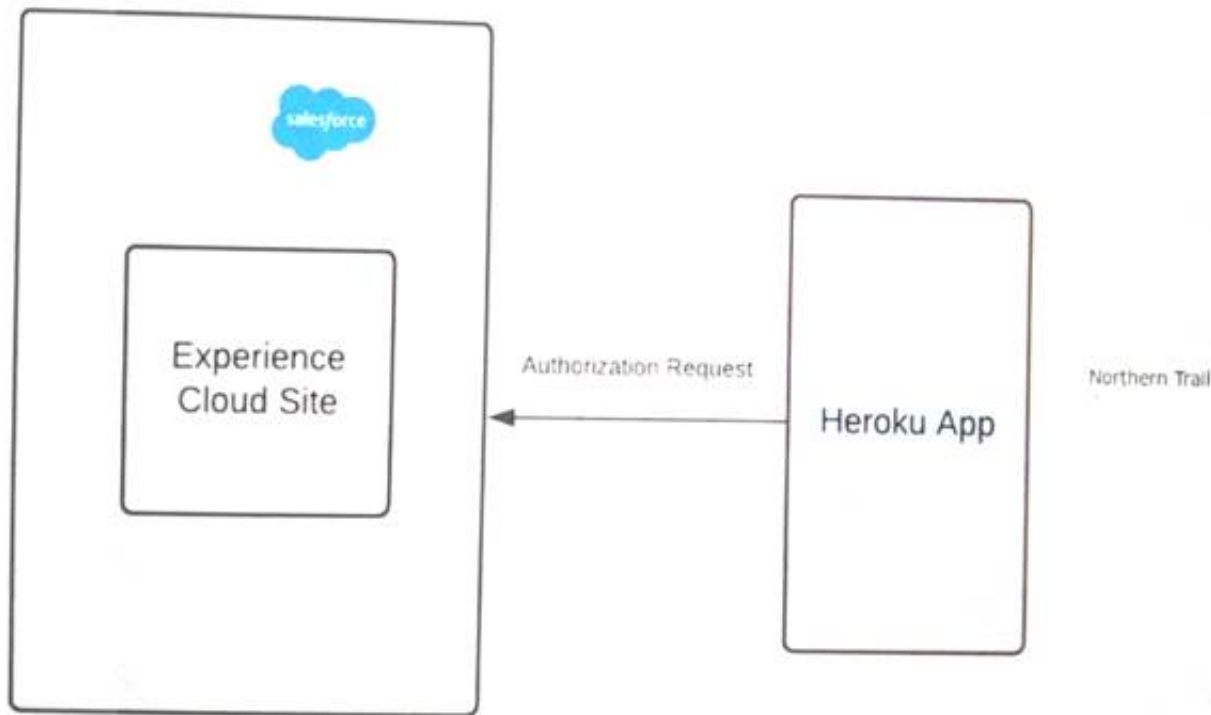 salesforce
Experience
Cloud Site
Authorization Request
Heroku App
Northern Trail